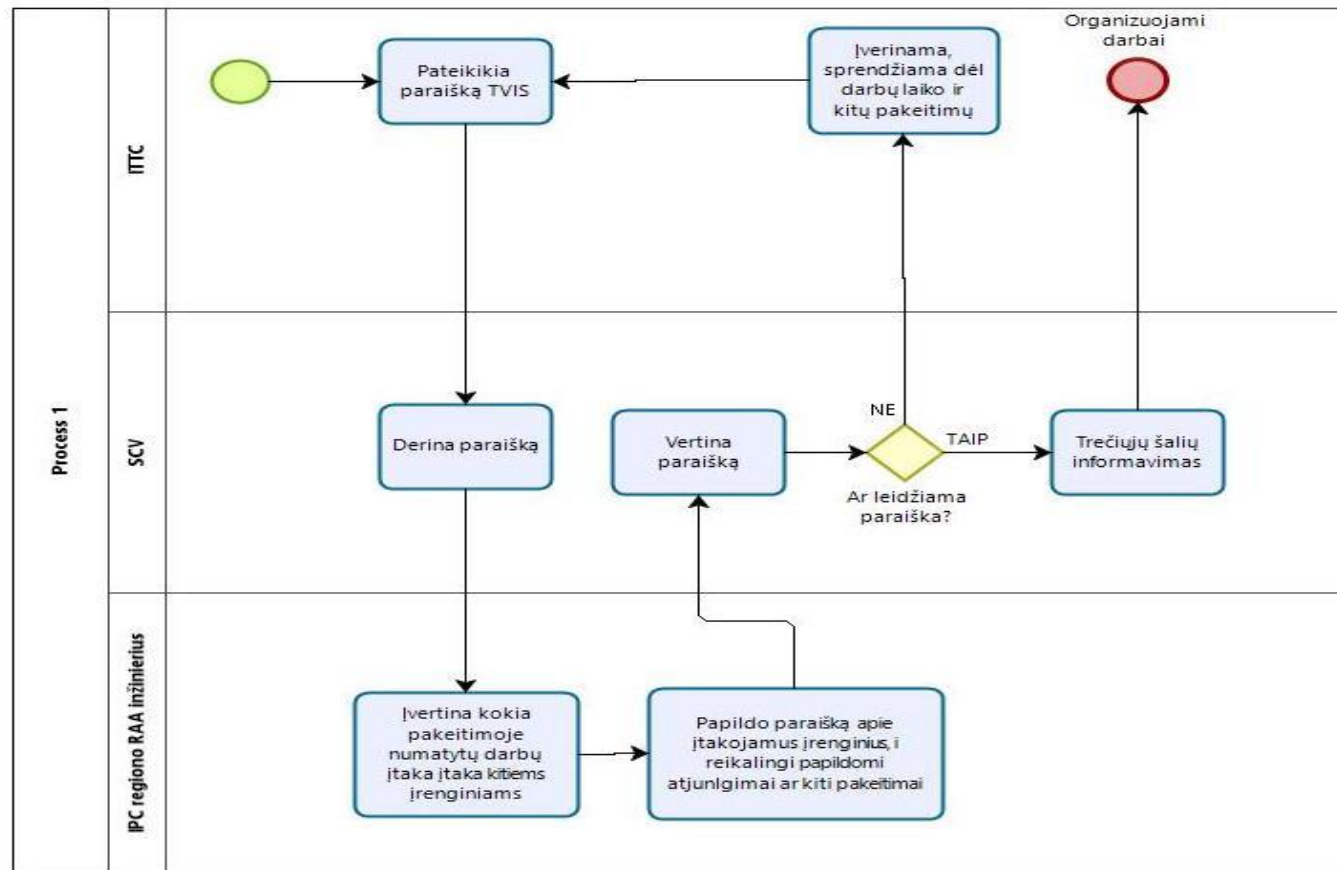 Process 1
ITTC
Pateikikia
paraišką TVIS
Įverinama,
sprendžiama dėl
darbų laiko ir
kitų pakeitimų
Organizuojami
darbai
SCV
Derina paraišką
Vertina
paraišką
NE
TAIP
Ar leidžiama
paraiška?
Trečiųjų šalių
informavimas
IPC regiono RAA inžinierius
Įvertina kokia
pakeitimoje
numatytų darbų
įtaka įtaka kitiems
įrenginiams
Papildo paraišką apie
įtakojamus įrenginius, i
reikalingi papildomi
atjunlgimai ar kiti pakeitimai